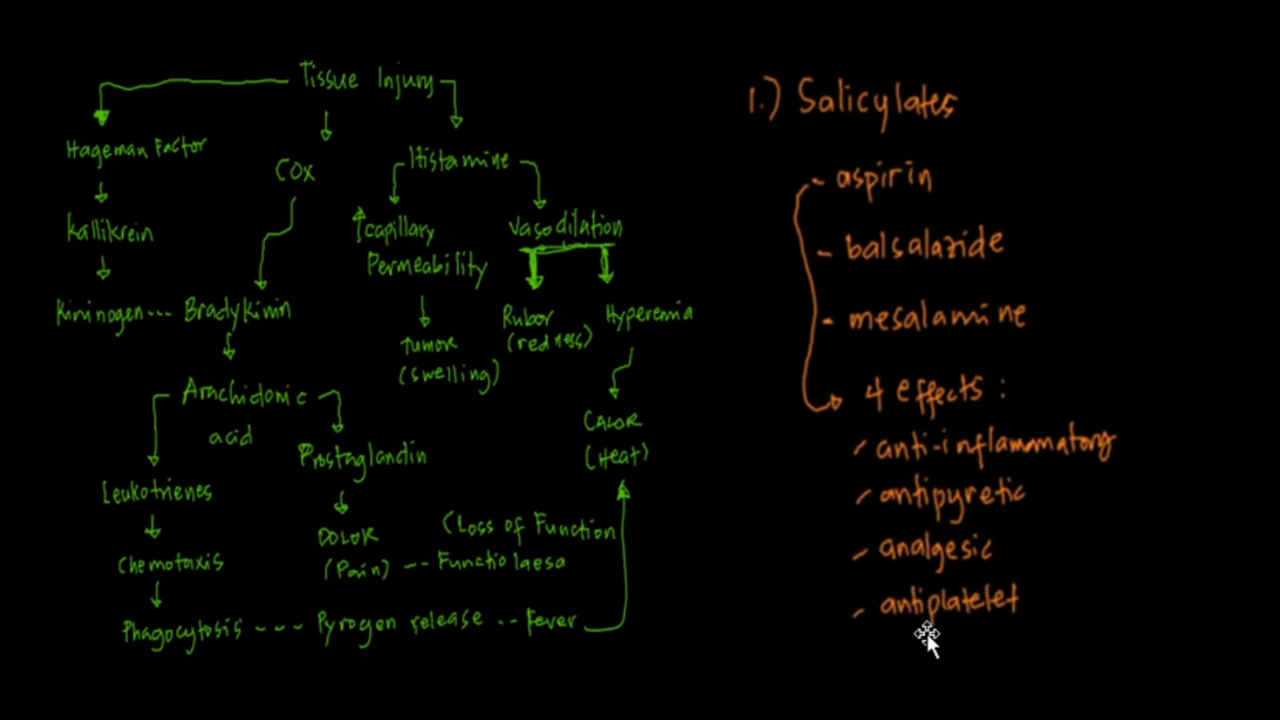 Tissue Injury
Hageman Factor
COX
Histamine
Kallikrein
↑capillary
Permeability
Vasodilation
Kininogen--- Bradykinin
Tumor
(swelling)
Rubor
(redness)
Hyperemia
Arachidonic
acid
CALOR
(Heat)
Prostaglandin
Leukotrienes
DOLOR
(Pain) -- Functiolaesa
(Loss of Function
Chemotaxis
Phagocytosis --- Pyrogen release -- Fever
1.) Salicylates
- aspirin
- balsalazide
- mesalamine
4 effects :
- anti-inflammatory
- antipyretic
- analgesic
- antiplatelet